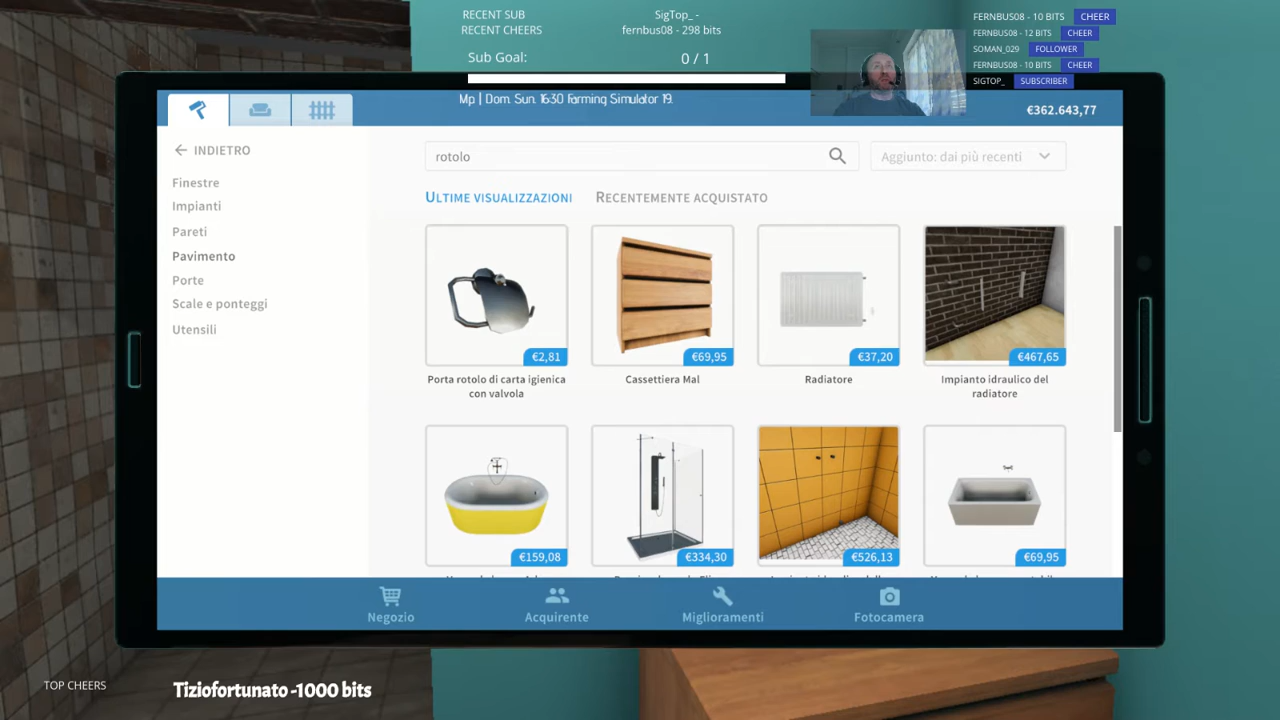 RECENT SUB
SigTop_ -
RECENT CHEERS
fernbus08 - 298 bits
Sub Goal:
0 / 1
FERNBUS08 - 10 BITS CHEER
FERNBUS08 - 12 BITS CHEER
SOMAN_029 FOLLOWER
FERNBUS08 - 10 BITS CHEER
SIGTOP_ SUBSCRIBER
Mp | Dom. Sun. 16:30 Farming Simulator 19.
€362.643,77
INDIETRO
Finestre
Impianti
Pareti
Pavimento
Porte
Scale e ponteggi
Utensili
rotolo
Aggiunto: dai più recenti
ULTIME VISUALIZZAZIONI
RECENTEMENTE ACQUISTATO
€2,81
€69,95
€37,20
€467,65
Porta rotolo di carta igienica
con valvola
Cassettiera Mal
Radiatore
Impianto idraulico del
radiatore
€159,08
€334,30
€526,13
€69,95
Negozio
Acquirente
Miglioramenti
Fotocamera
TOP CHEERS
Tiziofortunato -1000 bits